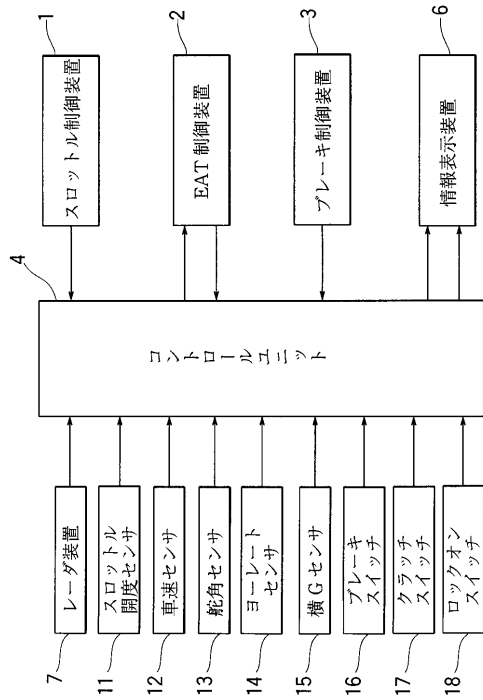 レーダ装置
7
スロットル
開度センサ
11
車速センサ
12
舵角センサ
13
ヨーレート
センサ
14
横Gセンサ
15
ブレーキ
スイッチ
16
クラッチ
スイッチ
17
ロックオン
スイッチ
18
コントロールユニット
4
スロットル制御装置
1
EAT 制御装置
2
ブレーキ制御装置
3
情報表示装置
6